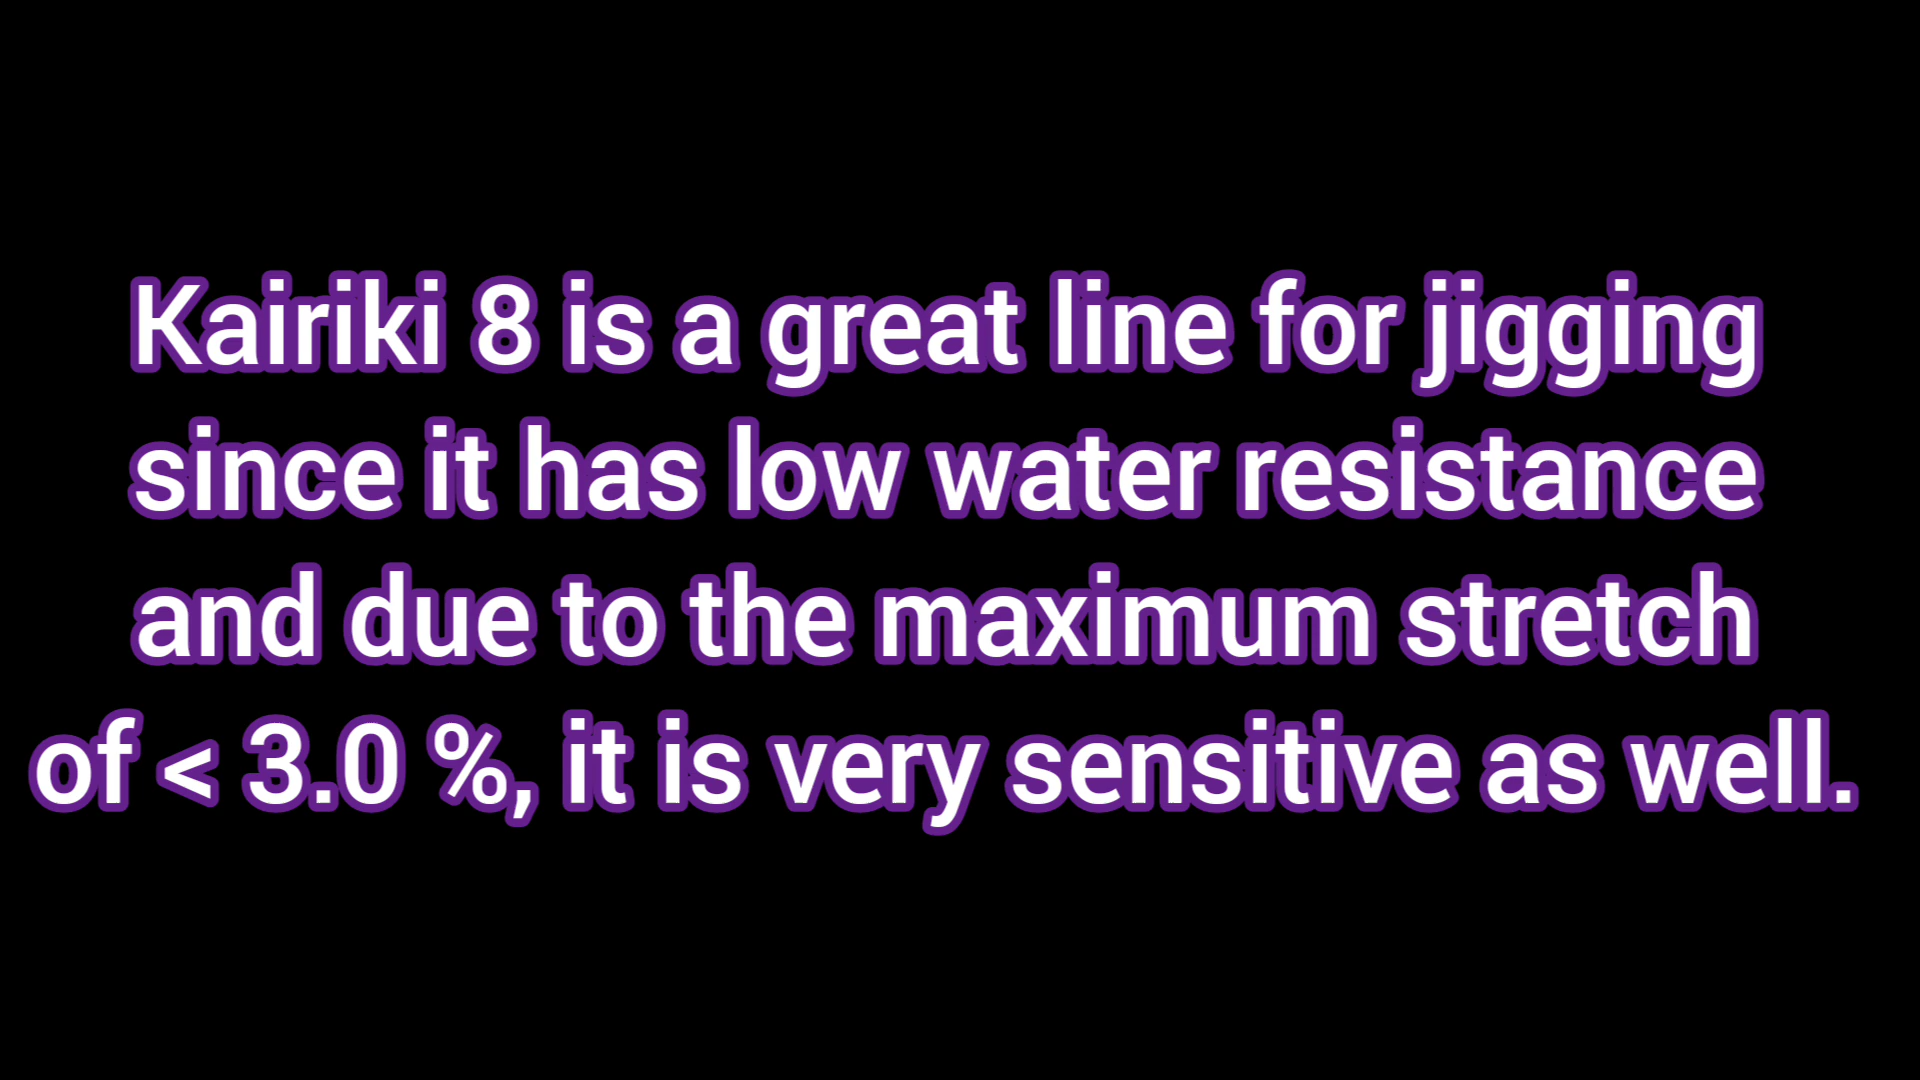 Kairiki 8 is a great line for jigging
since it has low water resistance
and due to the maximum stretch
of < 3.0 %, it is very sensitive as well.